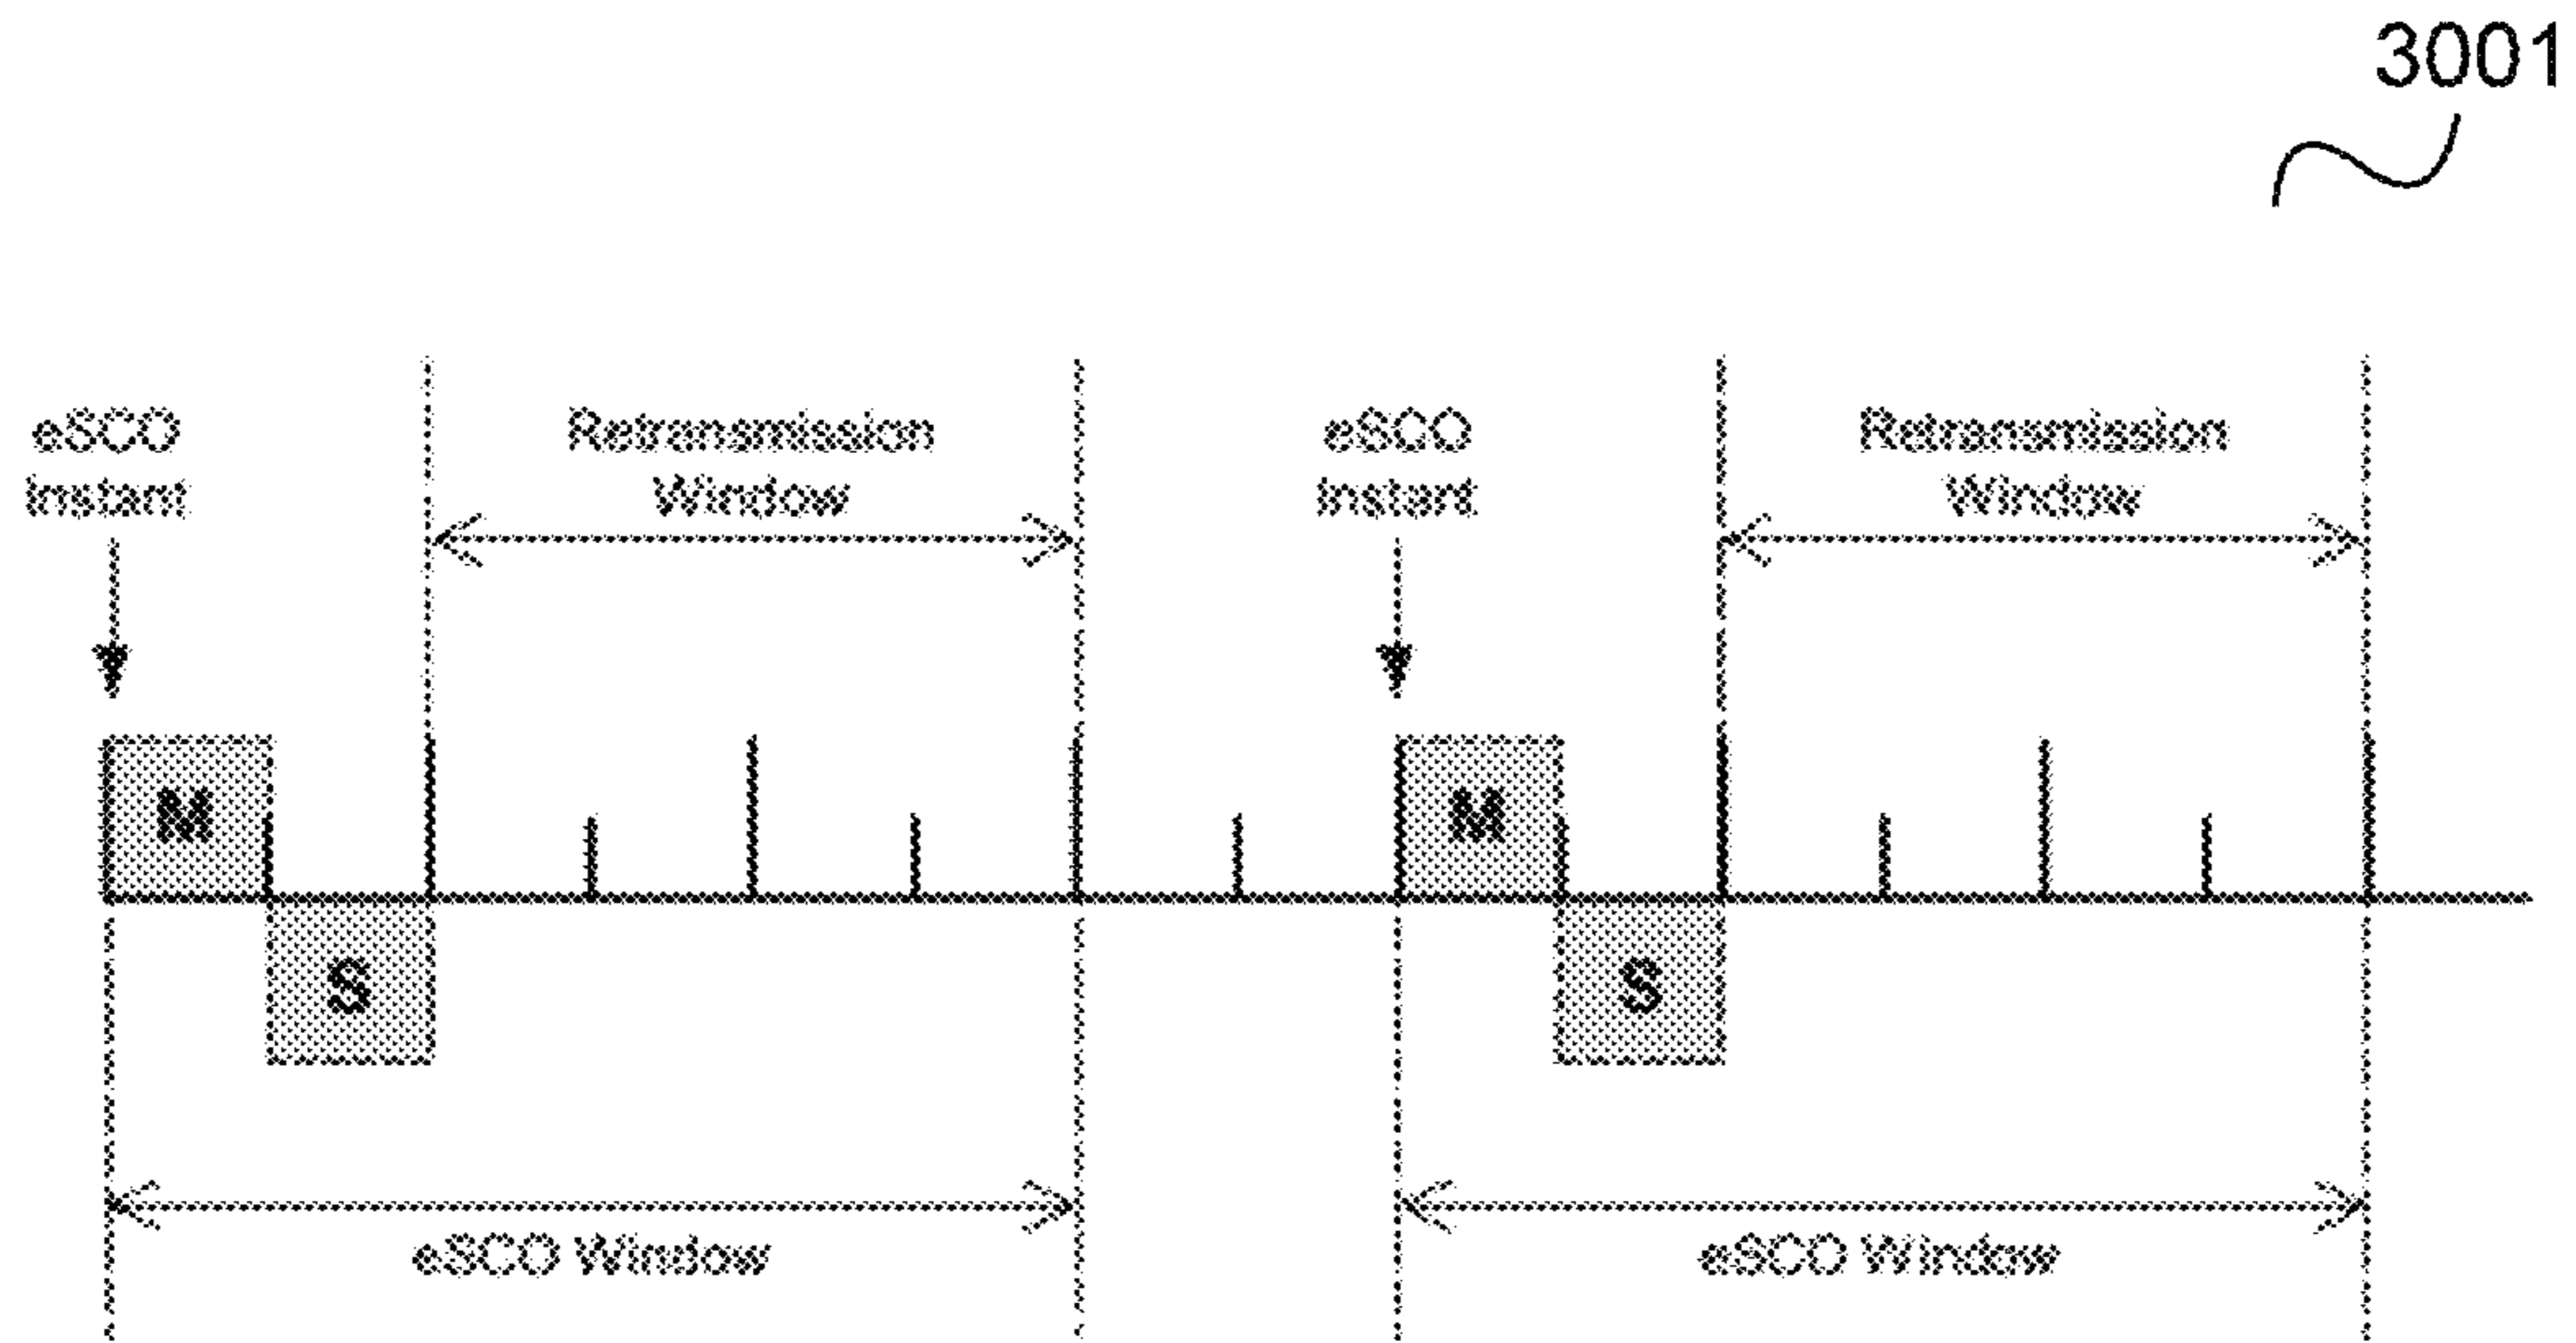 3001
eSCO
Instant
Retransmission
Window
eSCO
Instant
Retransmission
Window
M
M
S
S
eSCO Window
eSCO Window